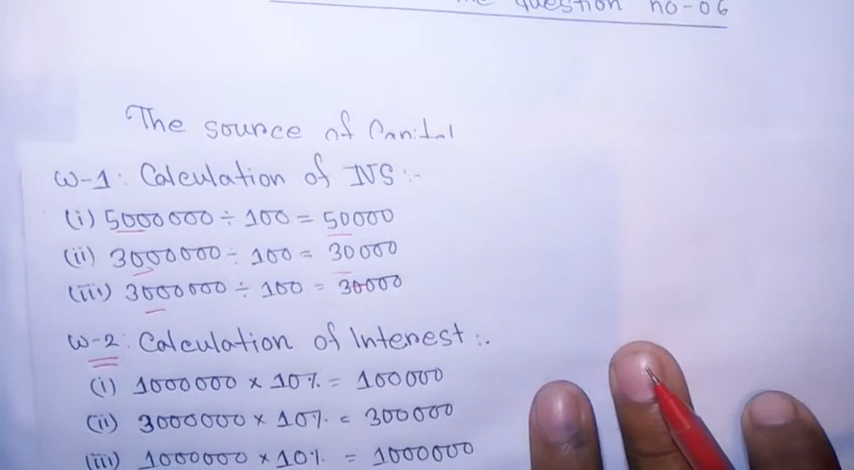 question no-06
The source of Capital
W-1: Calculation of NS:-
(i) 5000000 ÷ 100 = 50000
(ii) 3000000 ÷ 100 = 30000
(iii) 3000000 ÷ 100 = 30000
W-2: Calculation of Interest:.
(i) 1000000 x 10% = 100000
(ii) 3000000 x 10% = 300000
(iii) 1000000 x 10% = 1000000